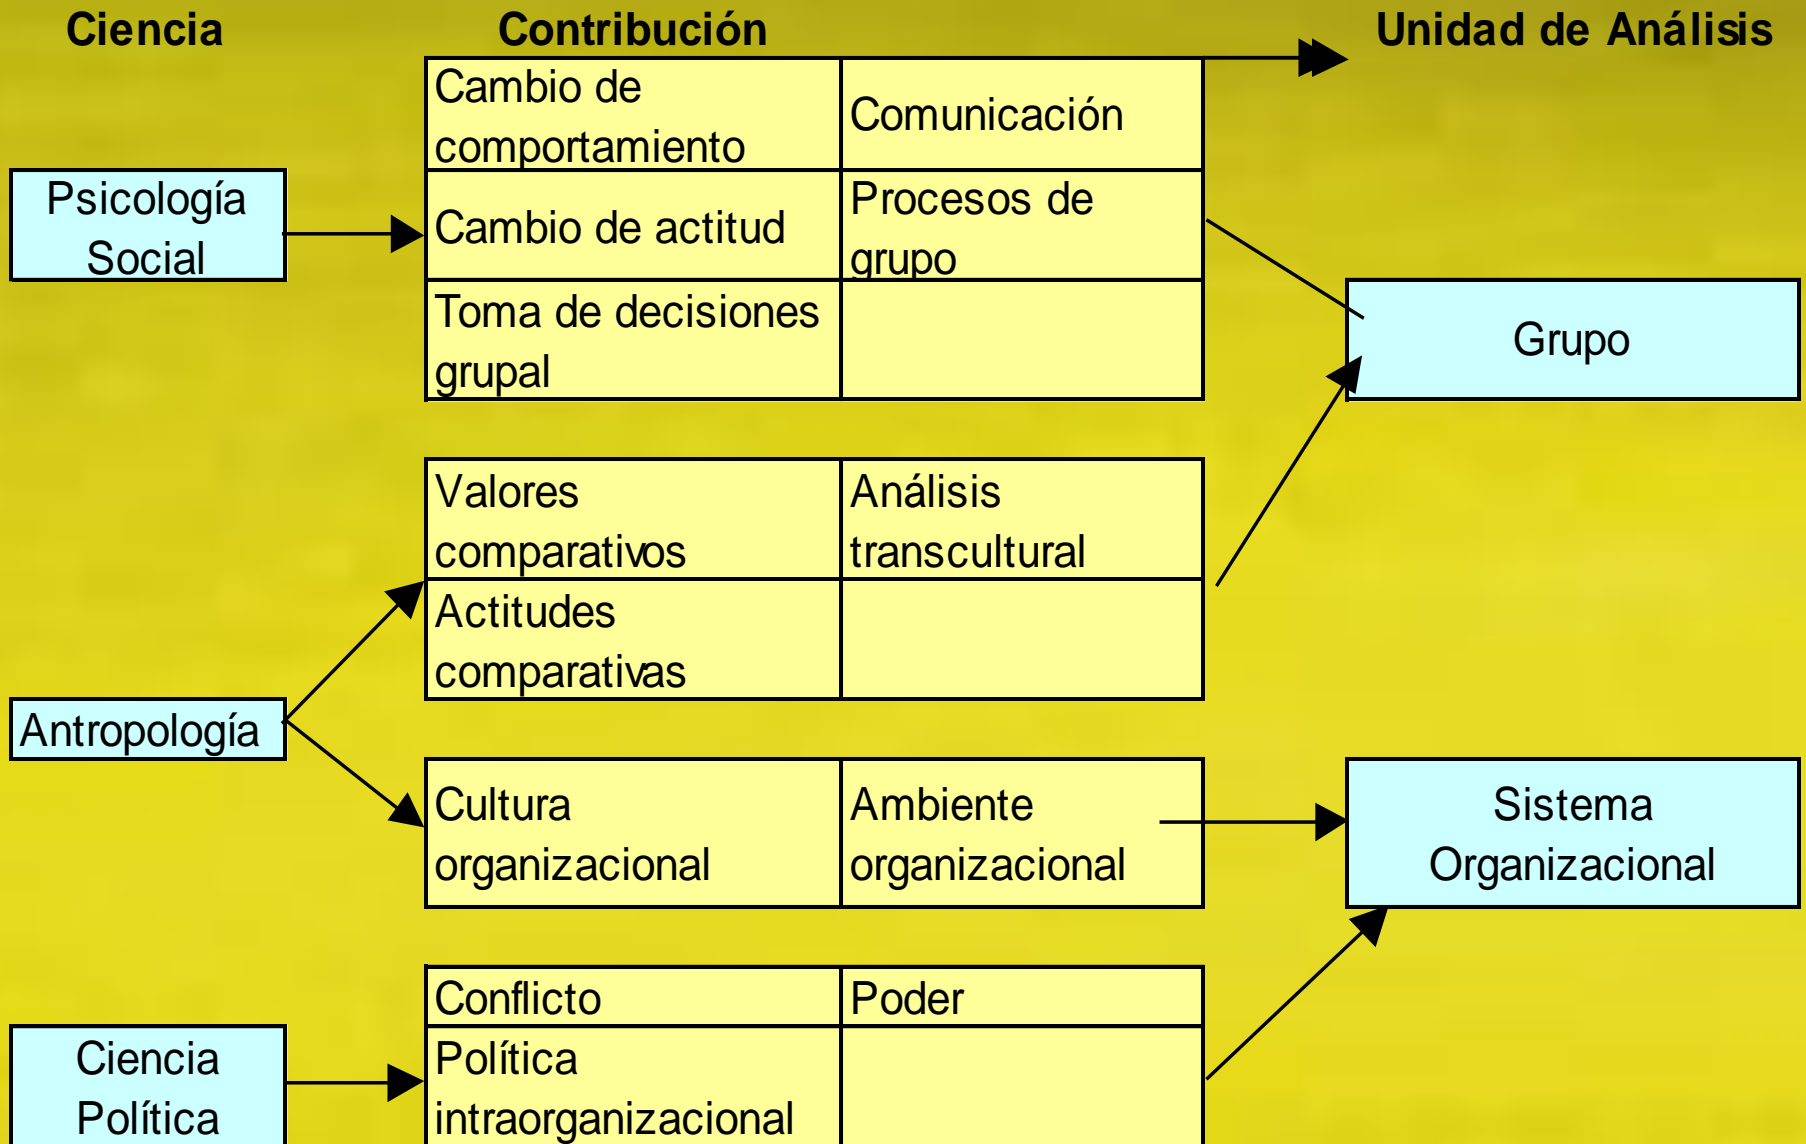 Ciencia
Contribución
Unidad de Análisis
Cambio de
comportamiento
Comunicación
Psicología
Social
Cambio de actitud
Procesos de
grupo
Toma de decisiones
grupal
Grupo
Valores
comparativos
Análisis
transcultural
Actitudes
comparativas
Antropología
Cultura
organizacional
Ambiente
organizacional
Sistema
Organizacional
Conflicto
Poder
Ciencia
Política
Política
intraorganizacional